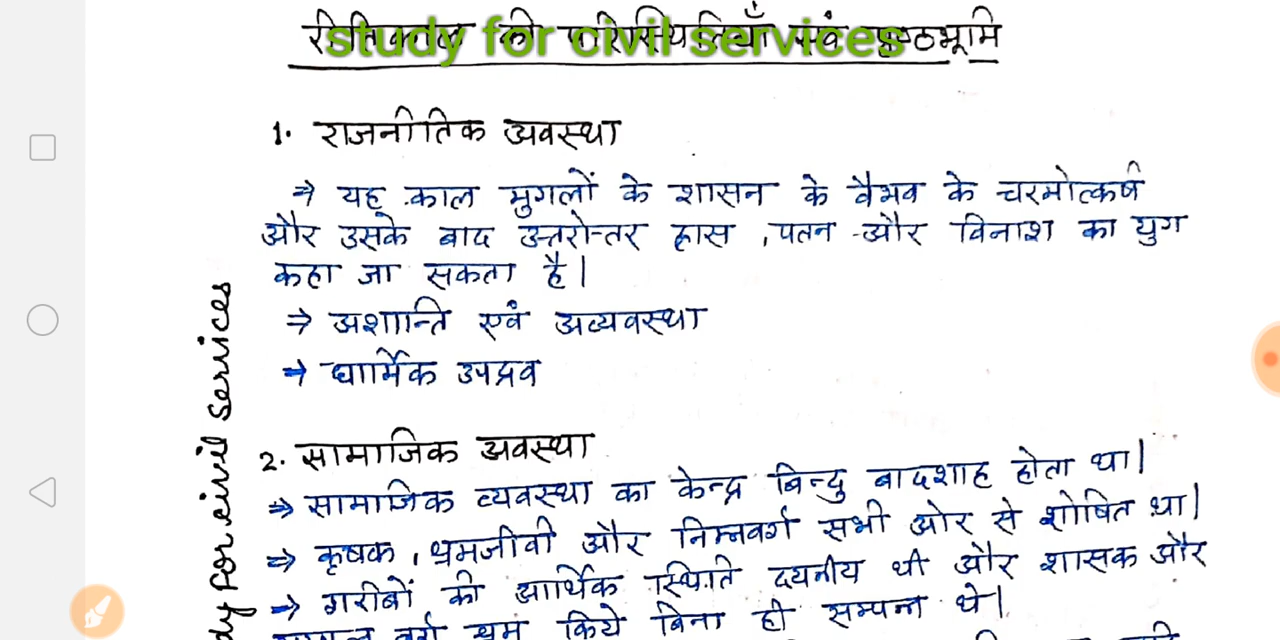 रीतिकाल की परिस्थितियाँ एवं पृष्ठभूमि
study for civil services
1. राजनीतिक अवस्था
⇒ यह काल मुगलों के शासन के वैभव के चरमोत्कर्ष
और उसके बाद उत्तरोत्तर ह्रास, पतन और विनाश का युग
कहा जा सकता है।
⇒ अशान्ति एवं अव्यवस्था
⇒ धार्मिक उपद्रव
2. सामाजिक अवस्था
⇒ सामाजिक व्यवस्था का केन्द्र बिन्दु बादशाह होता था।
⇒ कृषक, श्रमजीवी और निम्नवर्ग सभी ओर से शोषित था।
⇒ गरीबों की आर्थिक स्थिति दयनीय थी और शासक और
वर्ग श्रम किये बिना ही सम्पन्न थे।
dy for civil services